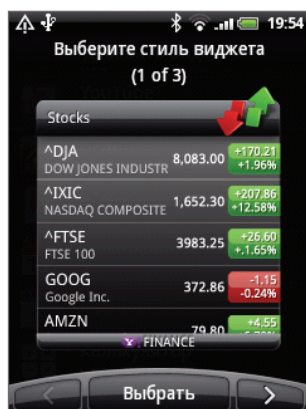 19:54
Выберите стиль виджета
(1 of 3)
Stocks
^DJA
DOW JONES INDUSTR
8,083.00
+170.21
+1.96%
^IXIC
NASDAQ COMPOSITE
1,652.30
+207.86
+12.58%
^FTSE
FTSE 100
3983.25
+26.60
+.1.65%
GOOG
Google Inc.
372.86
-1.15
-0.24%
AMZN
79.80
+4.55
FINANCE
Выбрать